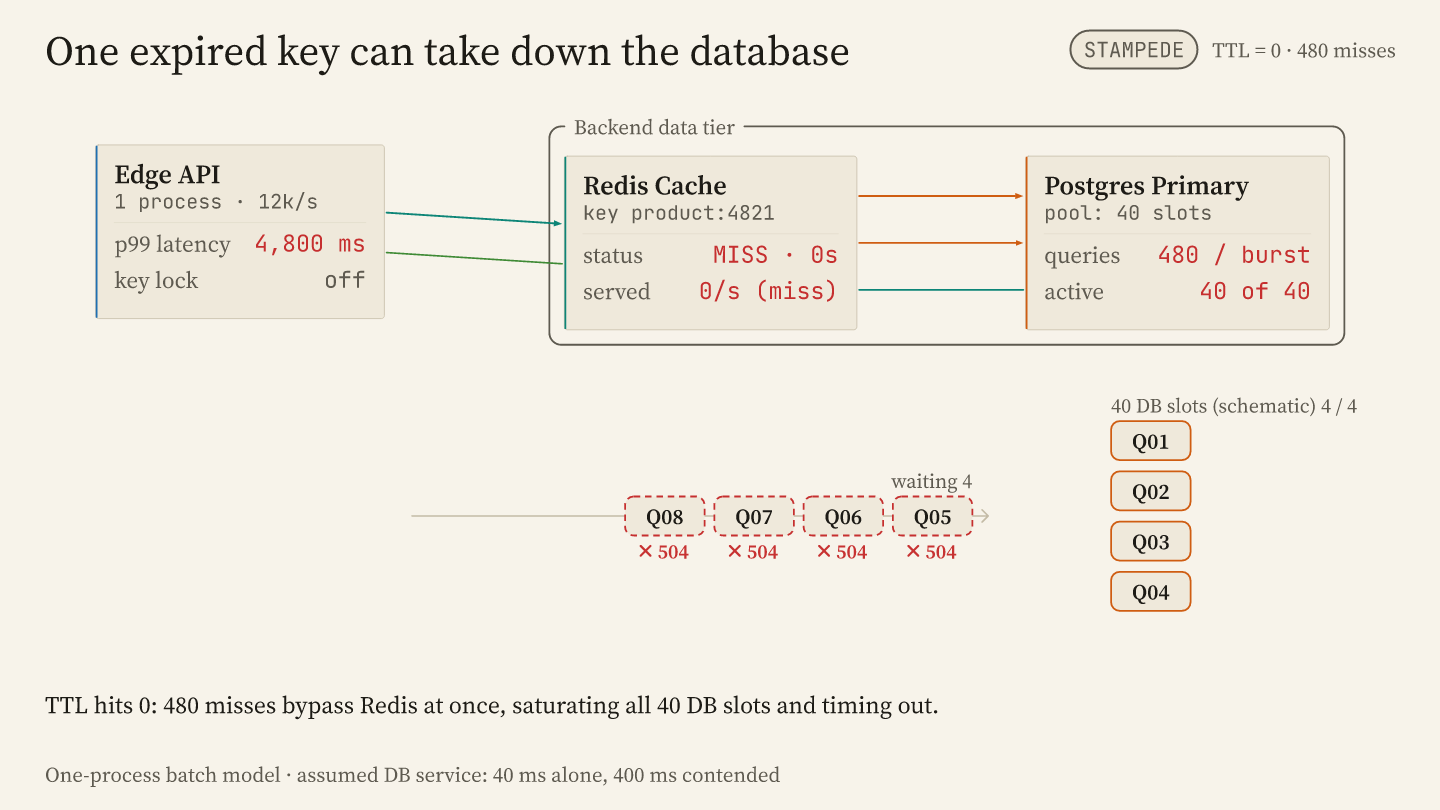 One expired key can take down the database
STAMPEDE
TTL = 0 · 480 misses
Backend data tier
Edge API
1 process · 12k/s
p99 latency 4,800 ms
key lock off
Redis Cache
key product:4821
status MISS · 0s
served 0/s (miss)
Postgres Primary
pool: 40 slots
queries 480 / burst
active 40 of 40
40 DB slots (schematic) 4 / 4
Q01
Q02
Q03
Q04
waiting 4
Q08 Q07 Q06 Q05
✕ 504 ✕ 504 ✕ 504 ✕ 504
TTL hits 0: 480 misses bypass Redis at once, saturating all 40 DB slots and timing out.
One-process batch model · assumed DB service: 40 ms alone, 400 ms contended